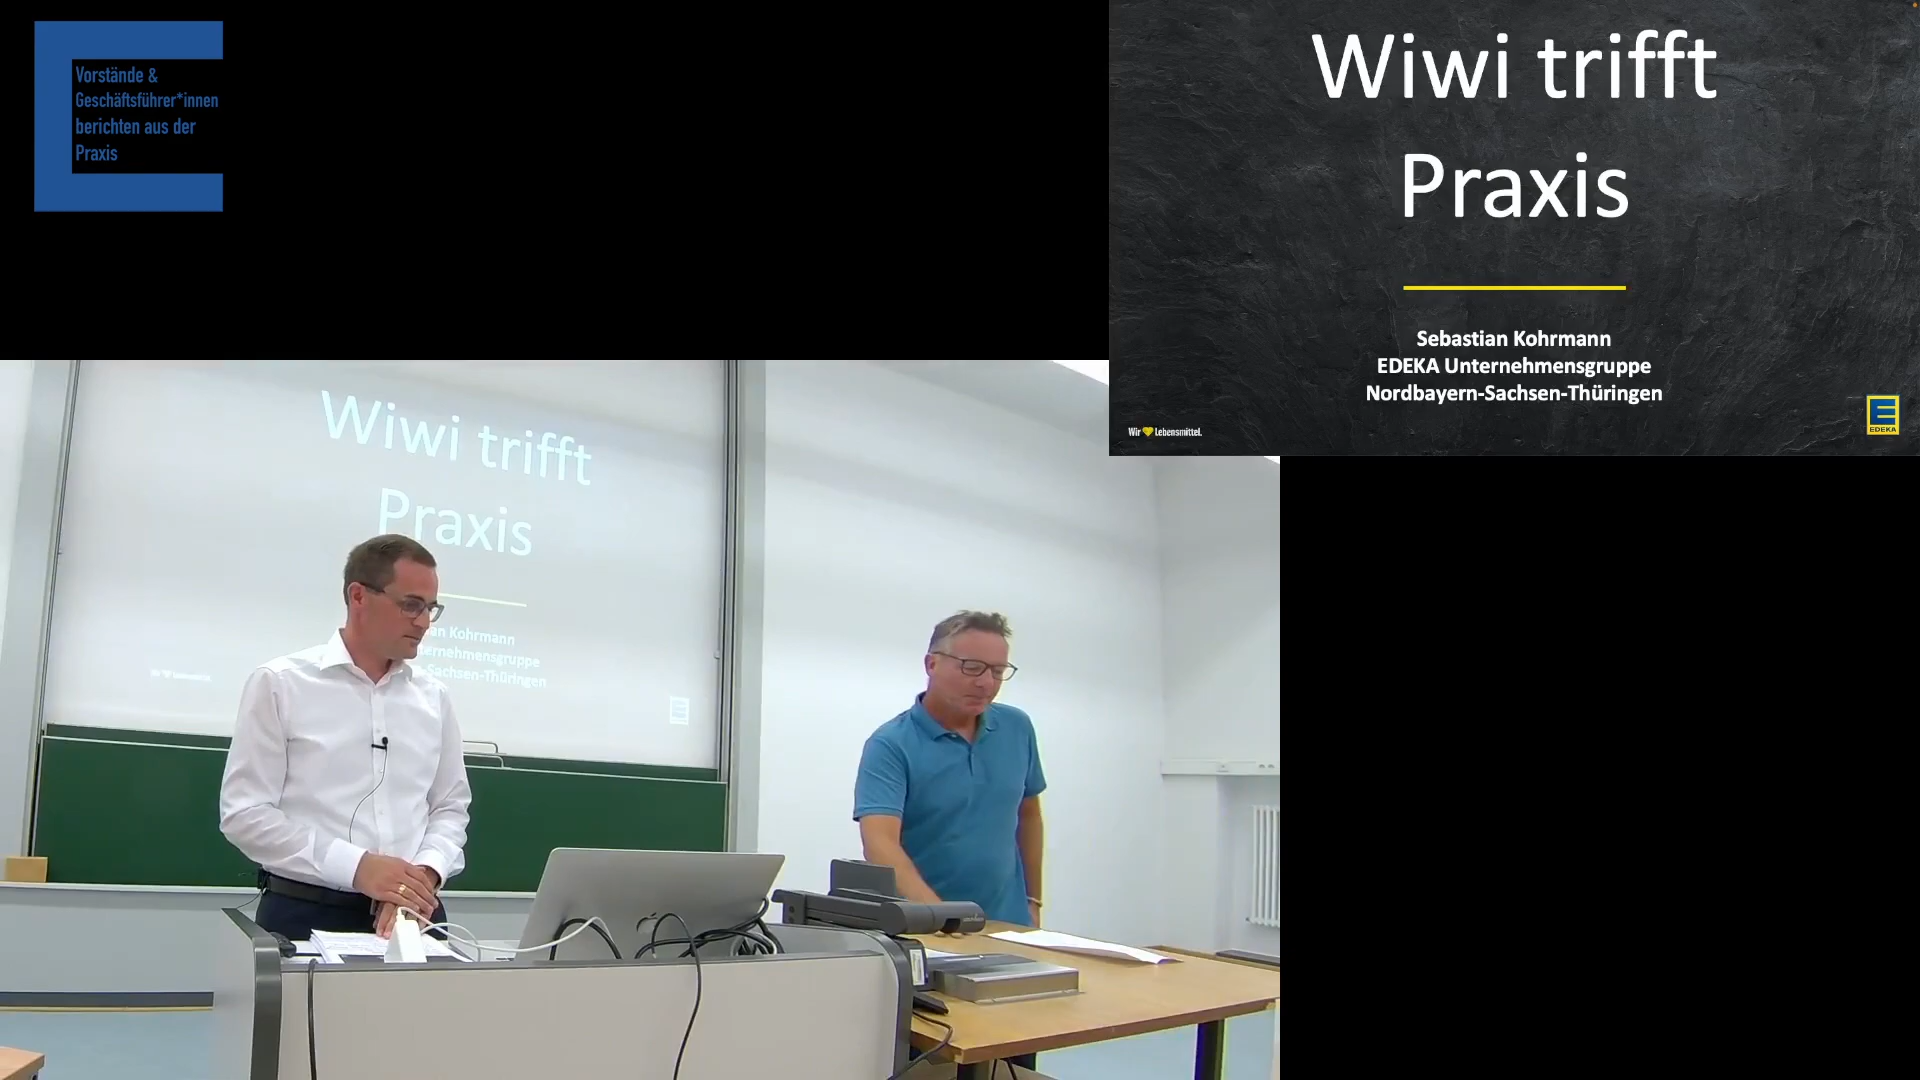 Vorstände &
Geschäftsführer*innen
berichten aus der
Praxis
Wiwi trifft
Praxis
Sebastian Kohrmann
EDEKA Unternehmensgruppe
Nordbayern-Sachsen-Thüringen
Wir Lebensmittel.
EDEKA
Wiwi trifft
Praxis
Kohrmann
Sachsen-Thüringen